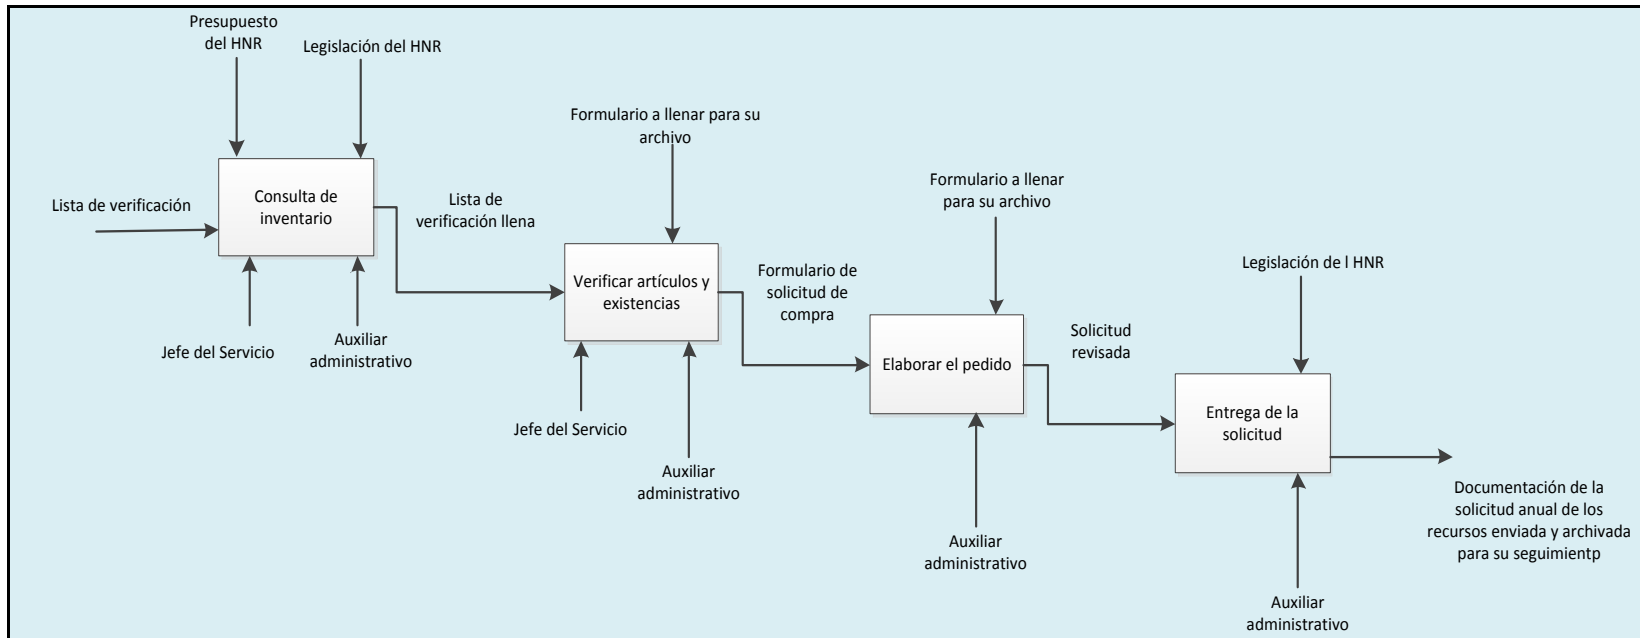 Presupuesto
del HNR
Legislación del HNR
Formulario a llenar para su
archivo
Consulta de
inventario
Lista de verificación
Lista de
verificación llena
Formulario a llenar
para su archivo
Jefe del Servicio
Auxiliar
administrativo
Verificar artículos y
existencias
Formulario de
solicitud de
compra
Legislación de l HNR
Jefe del Servicio
Auxiliar
administrativo
Elaborar el pedido
Solicitud
revisada
Entrega de la
solicitud
Auxiliar
administrativo
Documentación de la
solicitud anual de los
recursos enviada y archivada
para su seguimientp
Auxiliar
administrativo